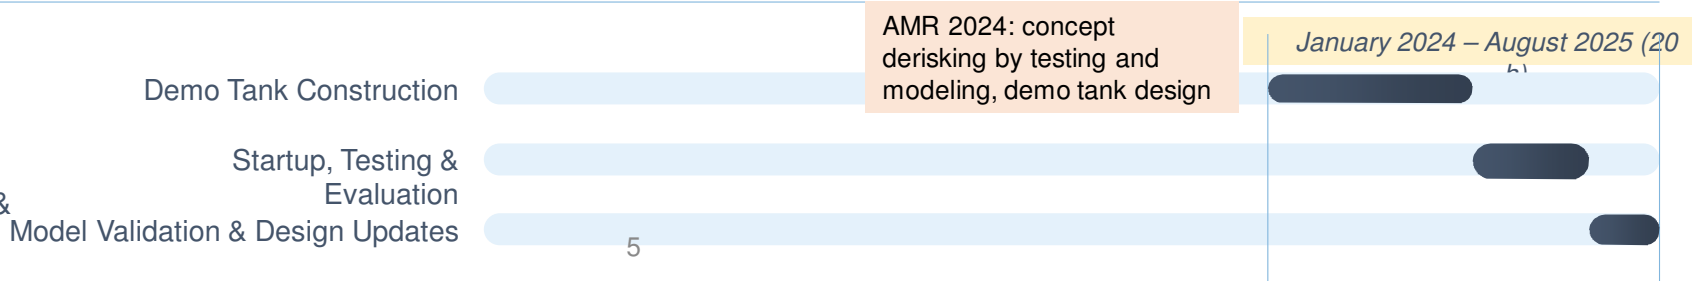 AMR 2024: concept
derisking by testing and
modeling, demo tank design
January 2024 – August 2025 (20
Demo Tank Construction
Startup, Testing &
Evaluation
&
Model Validation & Design Updates
5